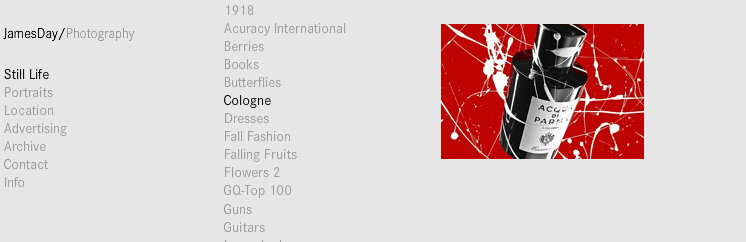 JamesDay/Photography
Still Life
Portraits
Location
Advertising
Archive
Contact
Info
1918
Acuracy International
Berries
Books
Butterflies
Cologne
Dresses
Fall Fashion
Falling Fruits
Flowers 2
GQ-Top 100
Guns
Guitars
ACQUA
DI
PARMA